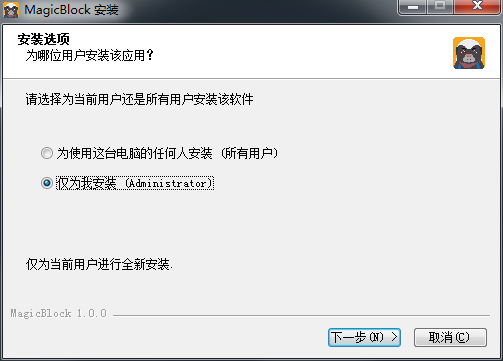 MagicBlock 安装
安装选项
为哪位用户安装该应用？
请选择为当前用户还是所有用户安装该软件
为使用这台电脑的任何人安装 (所有用户)
仅为我安装 (Administrator)
仅为当前用户进行全新安装.
MagicBlock 1.0.0
下一步(N) >
取消(C)